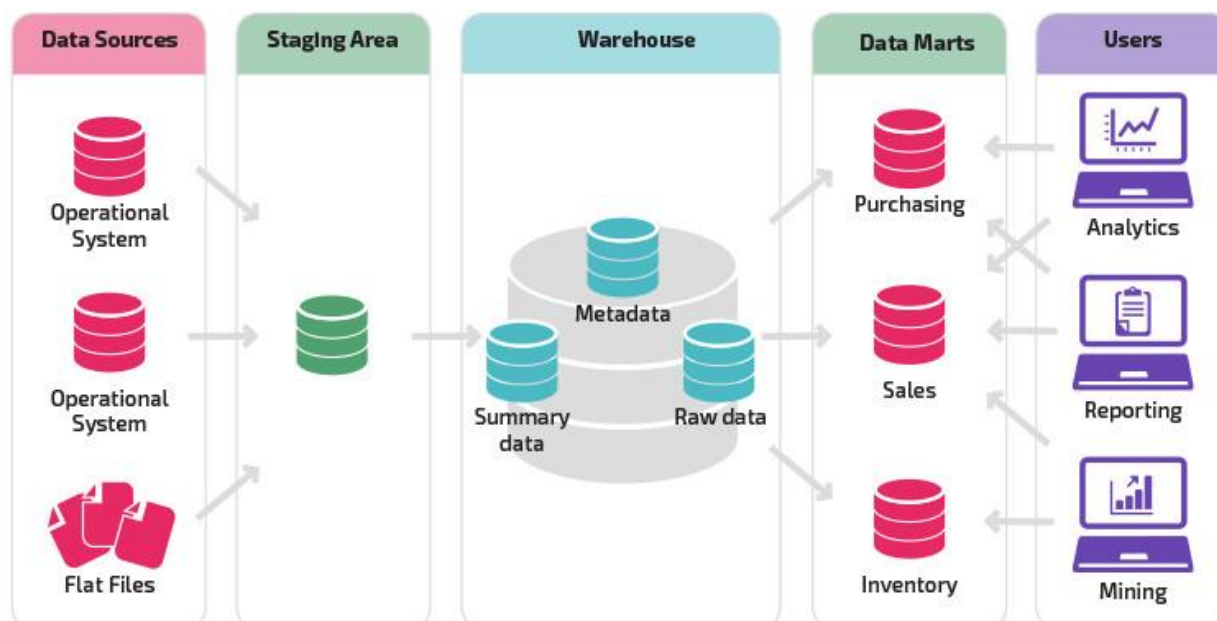 Data Sources
Staging Area
Warehouse
Data Marts
Users
Operational
System
Operational
System
Flat Files
Metadata
Summary
data
Raw data
Purchasing
Sales
Inventory
Analytics
Reporting
Mining